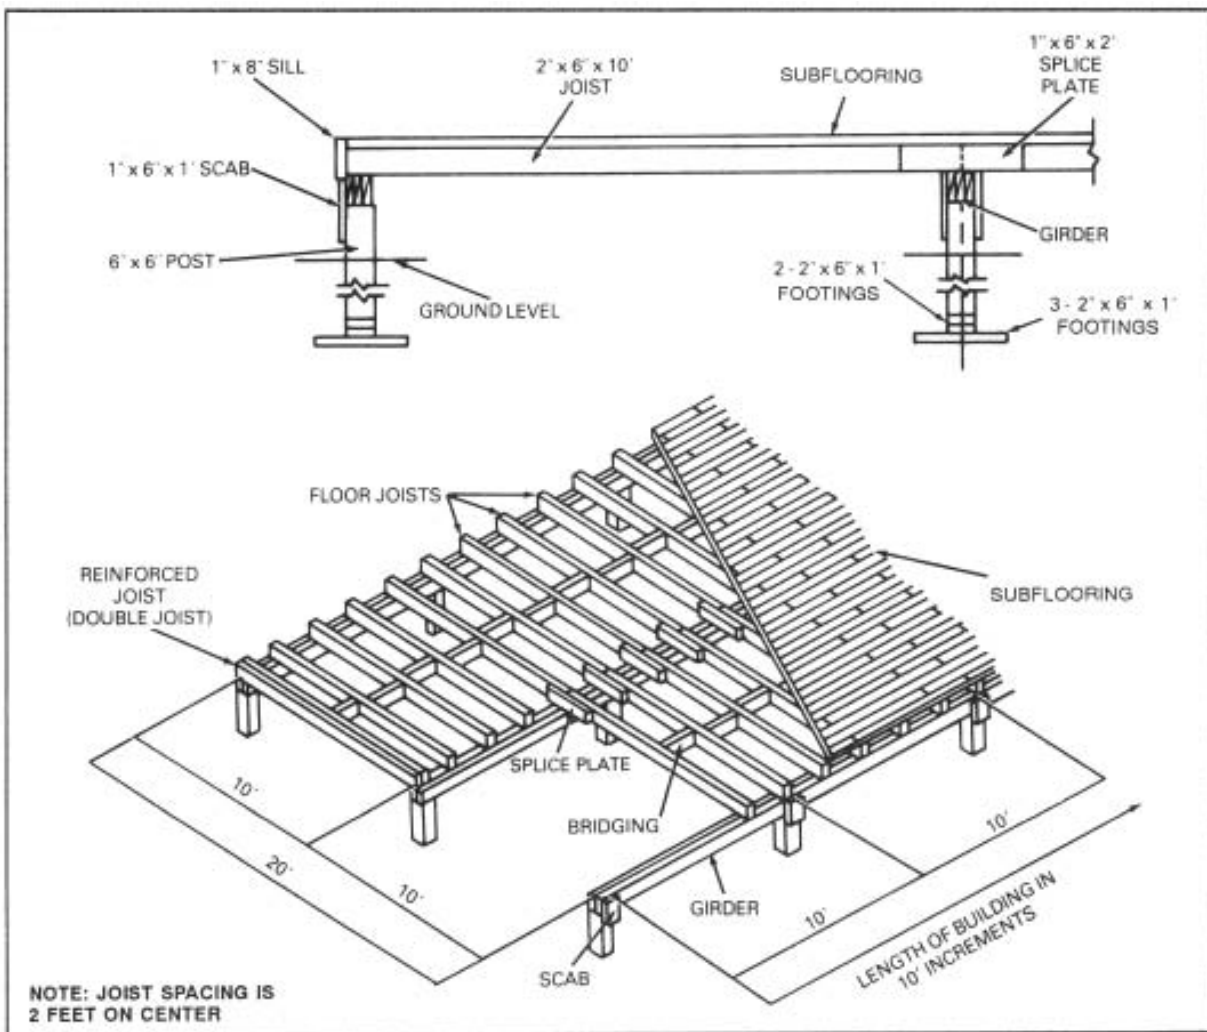 1" x 8" SILL
2" x 6" x 10'
JOIST
SUBFLOORING
1" x 6" x 2'
SPLICE
PLATE
1" x 6" x 1' SCAB
6" x 6" POST
GROUND LEVEL
GIRDER
2 - 2" x 6" x 1'
FOOTINGS
3 - 2" x 6" x 1'
FOOTINGS
FLOOR JOISTS
REINFORCED
JOIST
(DOUBLE JOIST)
SUBFLOORING
SPLICE PLATE
BRIDGING
10'
20'
10'
GIRDER
SCAB
10'
10'
LENGTH OF BUILDING IN
10' INCREMENTS
NOTE: JOIST SPACING IS
2 FEET ON CENTER